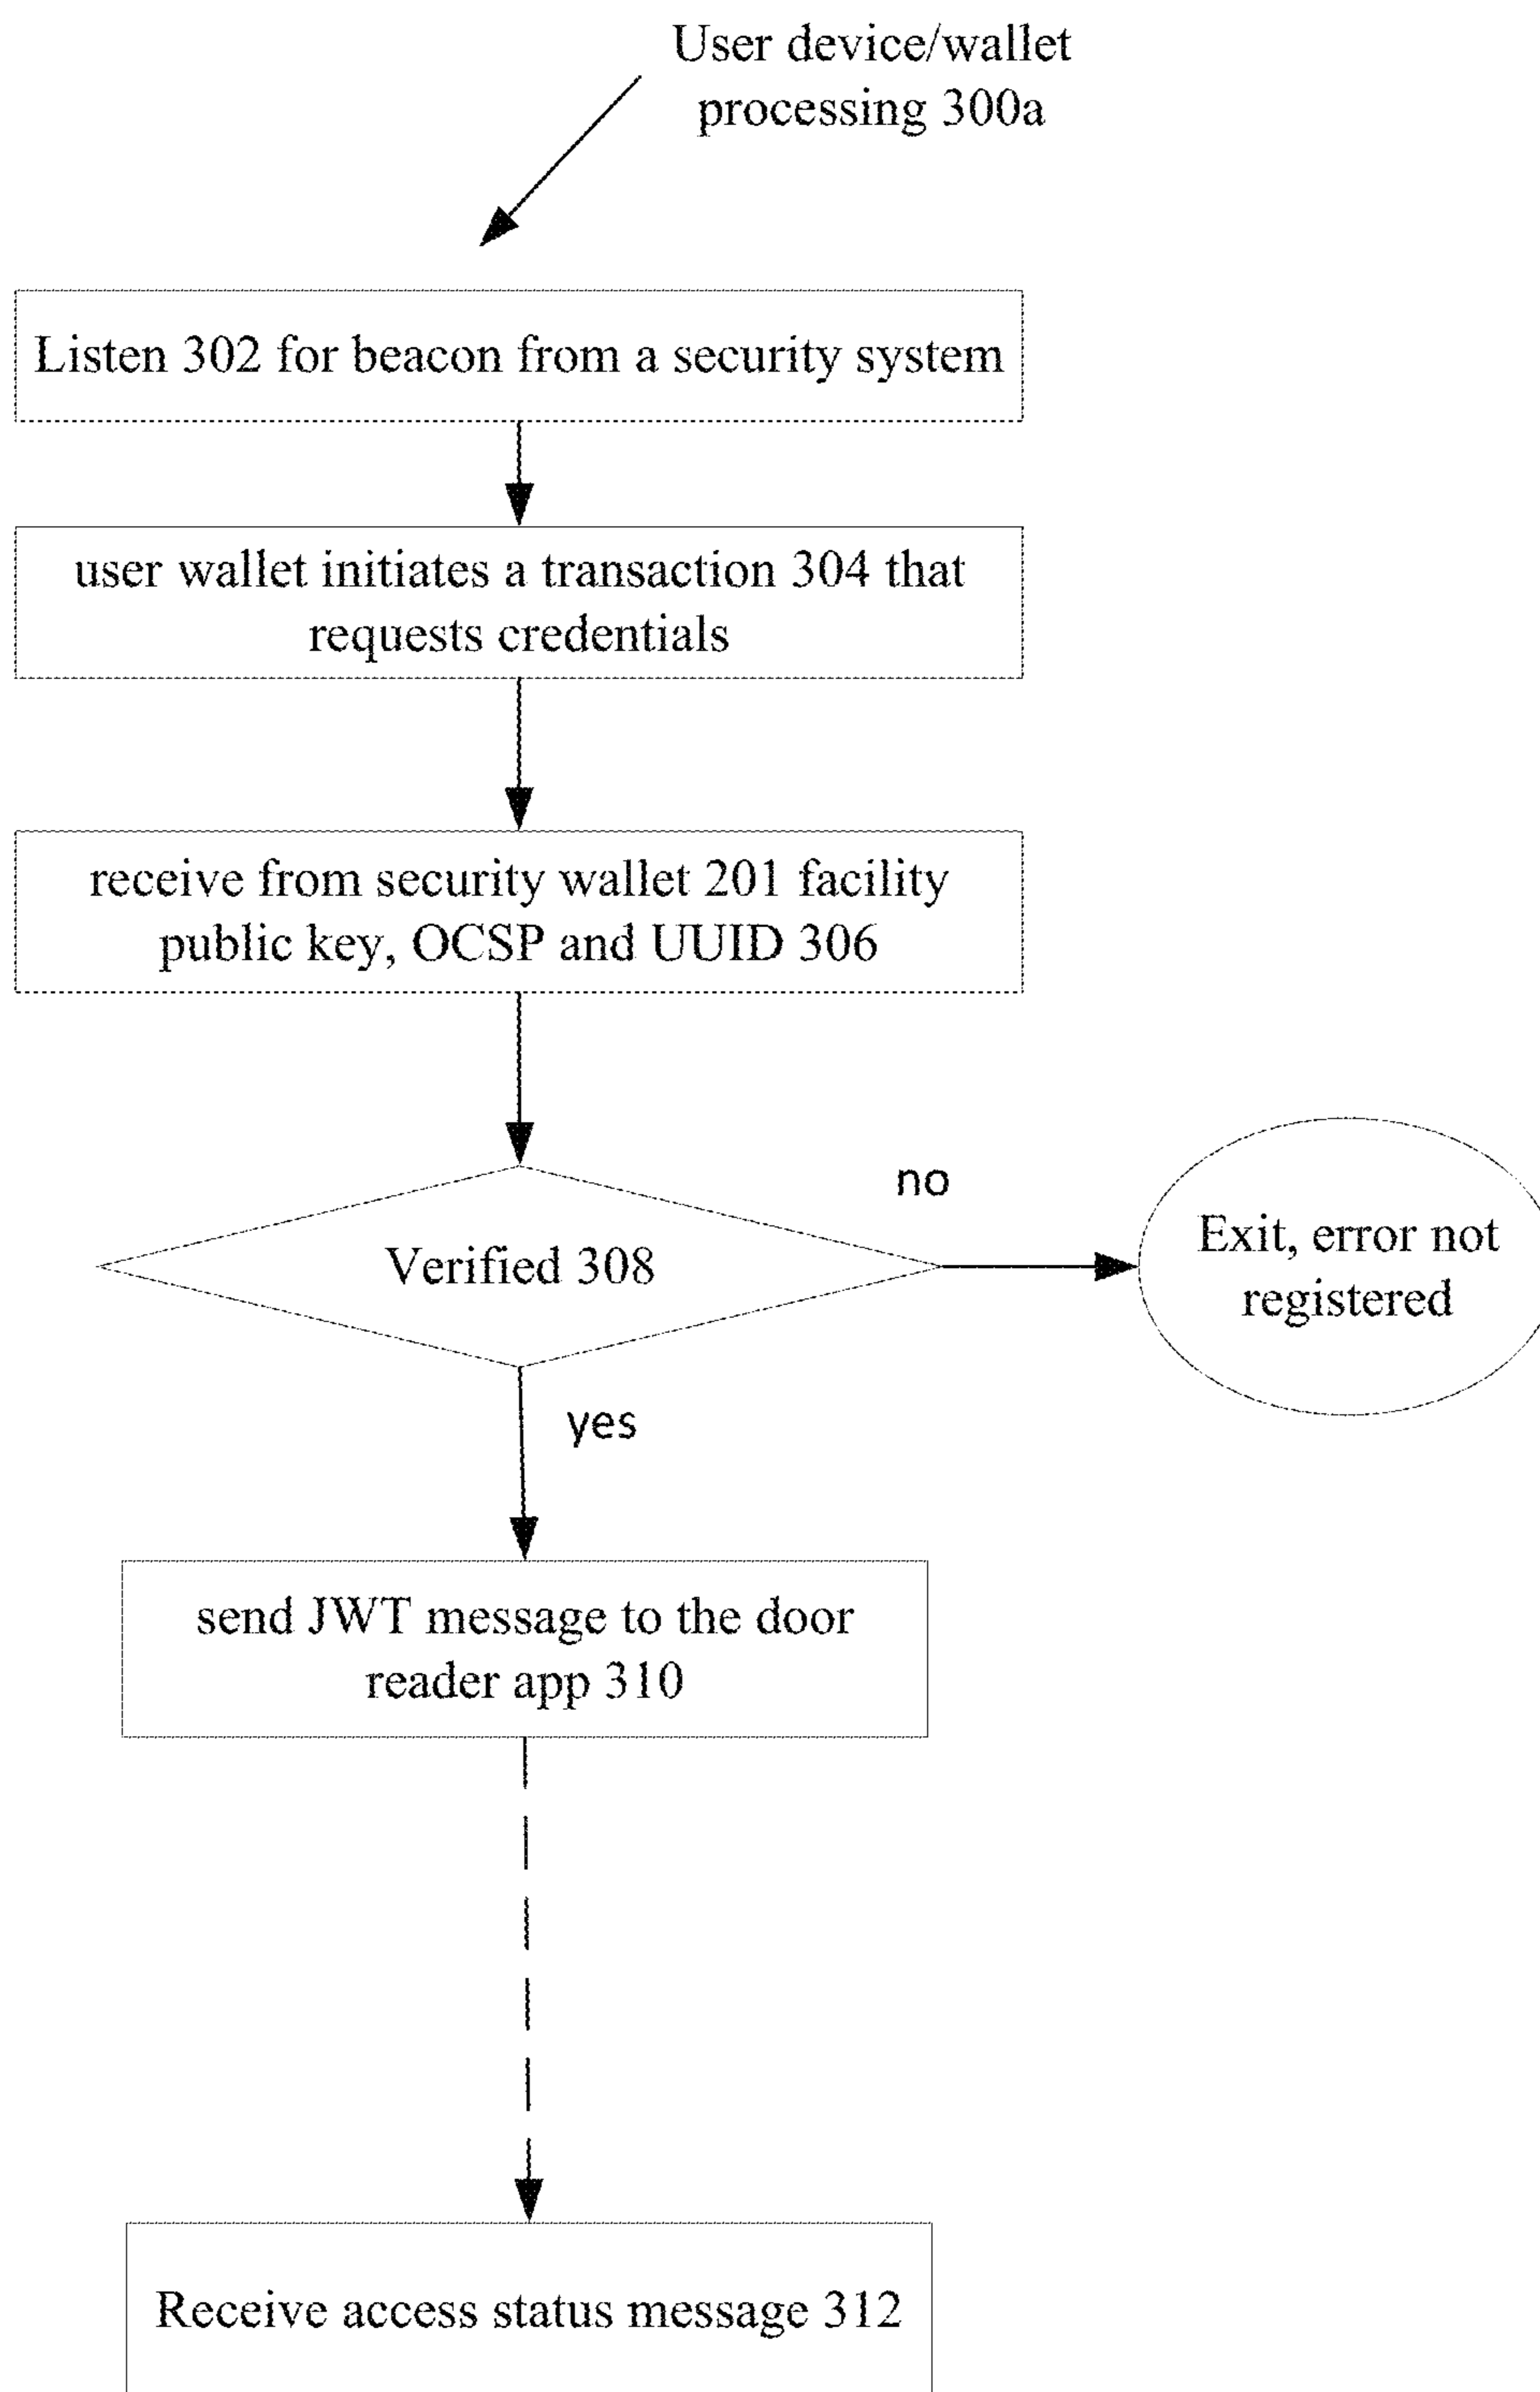 User device/wallet
processing 300a
Listen 302 for beacon from a security system
user wallet initiates a transaction 304 that
requests credentials
receive from security wallet 201 facility
public key, OCSP and UUID 306
no
Verified 308
Exit, error not
registered
yes
send JWT message to the door
reader app 310
Receive access status message 312